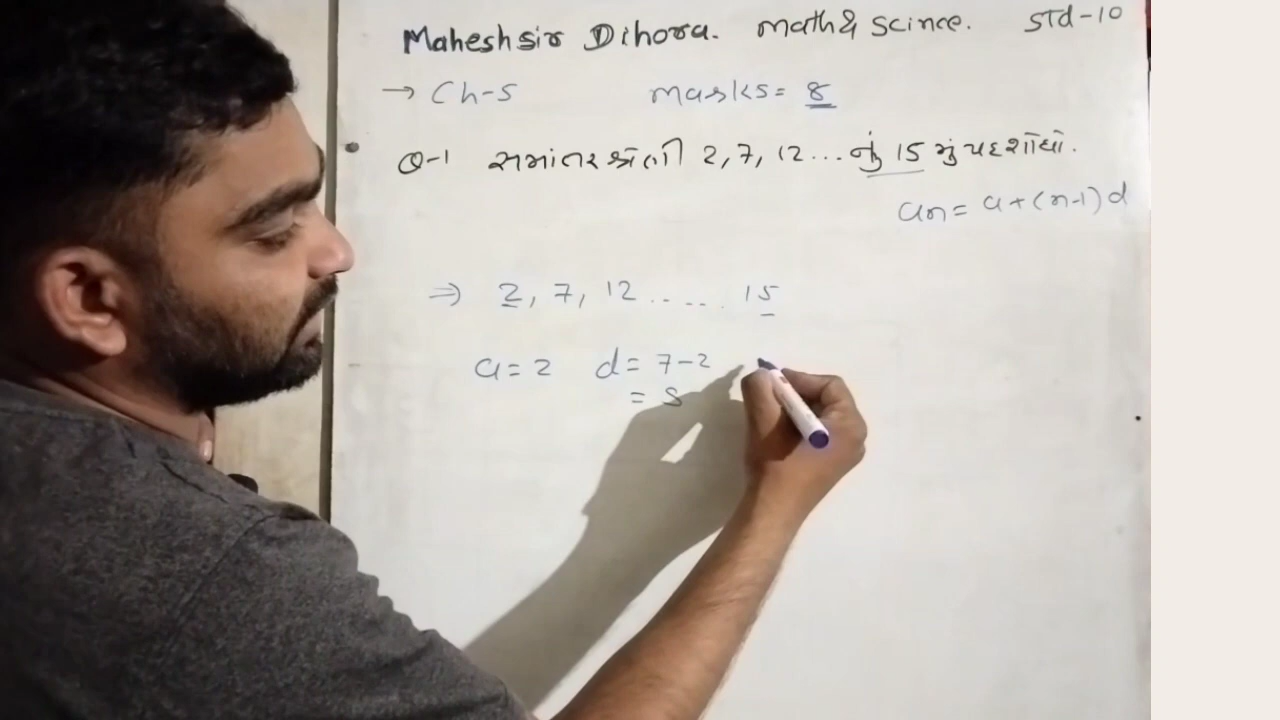 Maheshsir Dihora. math & scince. std-10
→ Ch-5 marks = 8
Q-1 સમાંતર શ્રેણી 2, 7, 12... નું 15 મું પદ શોધો.
an = a + (n-1) d
⇒ 2, 7, 12 ...... 15
a = 2 d = 7-2
= 5